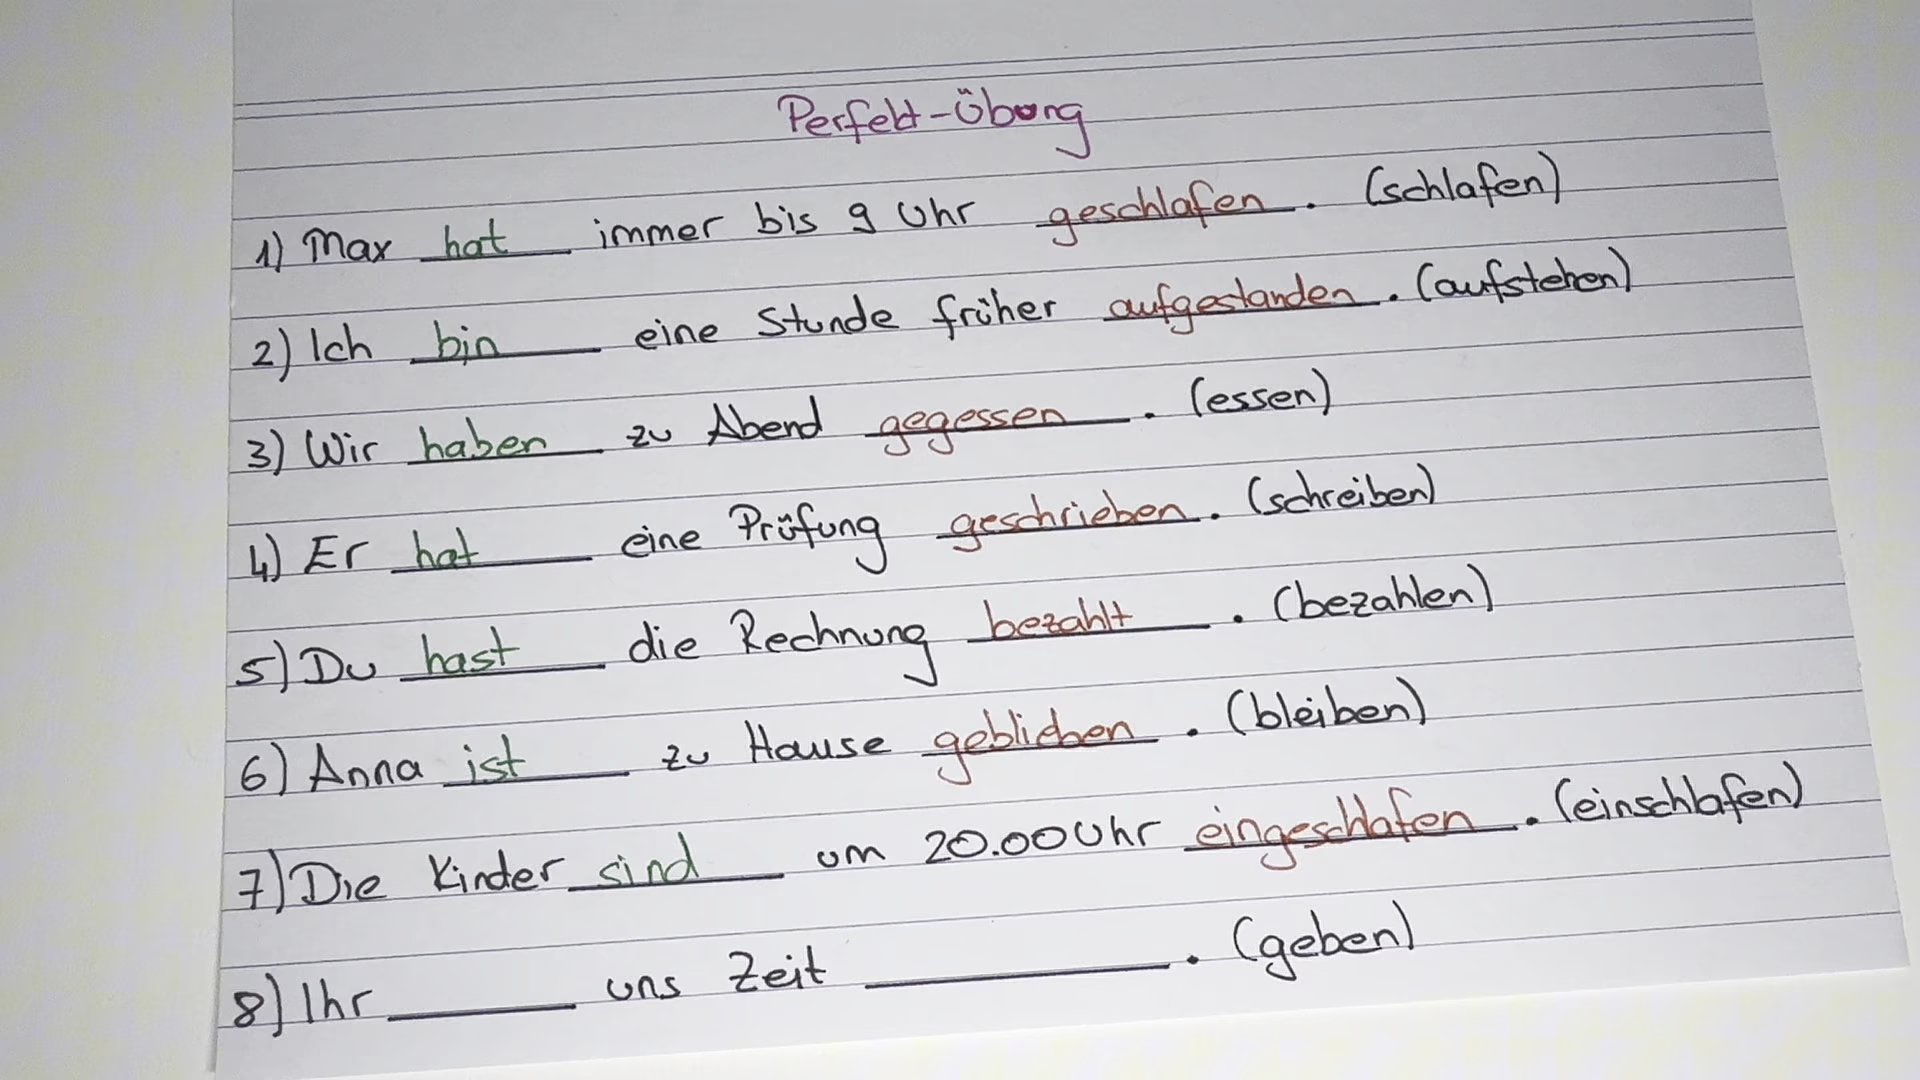 Perfekt-Übung
1) Max hat immer bis 9 Uhr geschlafen. (schlafen)
2) Ich bin eine Stunde früher aufgestanden. (aufstehen)
3) Wir haben zu Abend gegessen. (essen)
4) Er hat eine Prüfung geschrieben. (schreiben)
5) Du hast die Rechnung bezahlt. (bezahlen)
6) Anna ist zu Hause geblieben. (bleiben)
7) Die Kinder sind um 20.00 Uhr eingeschlafen. (einschlafen)
8) Ihr ______ uns Zeit __________. (geben)